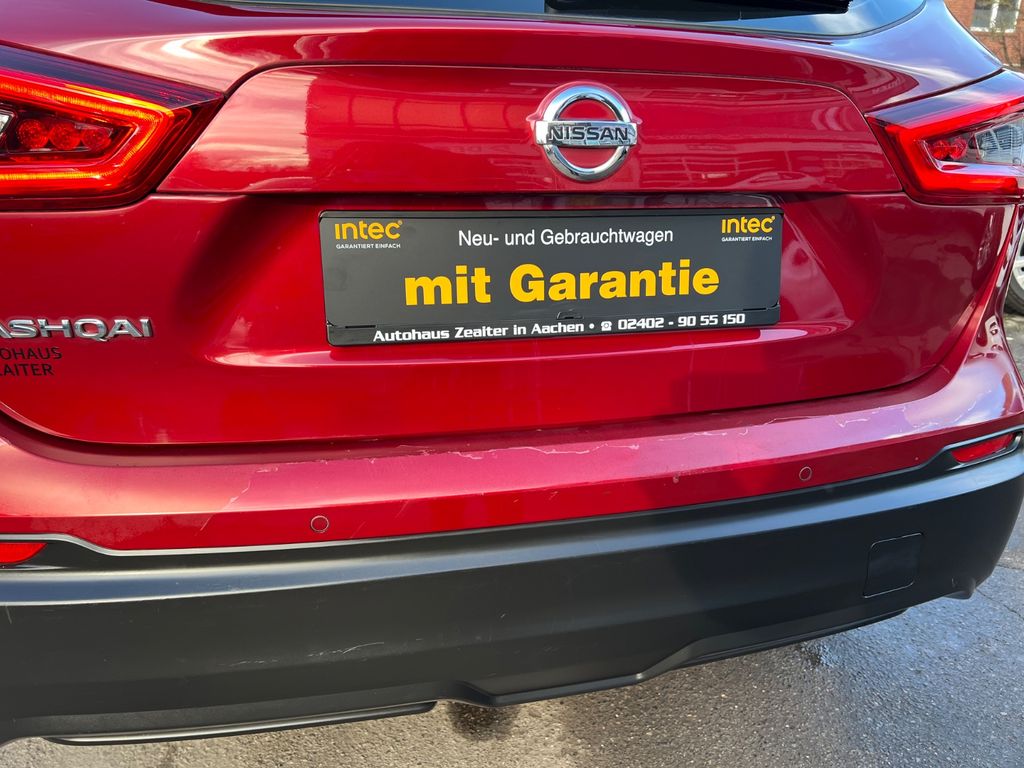 NISSAN
intec
GARANTIERT EINFACH
Neu- und Gebrauchtwagen
intec
GARANTIERT EINFACH
mit Garantie
Autohaus Zealter in Aachen • ☎ 02402 - 90 55 150
ASHQAI
OHAUS
AITER